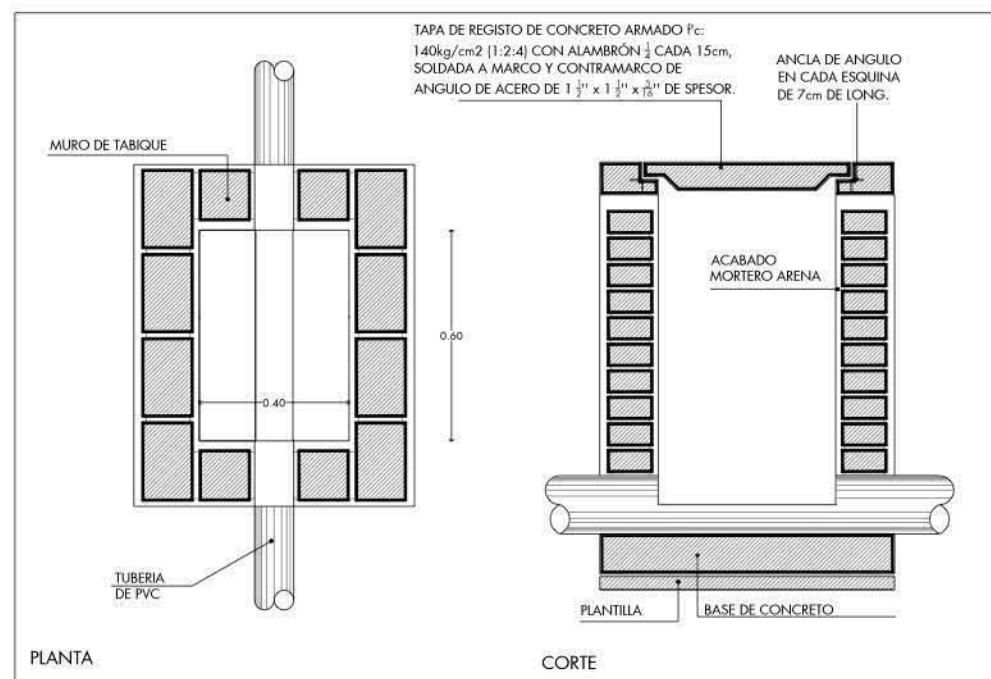 TAPA DE REGISTO DE CONCRETO ARMADO f'c:
140kg/cm2 (1:2:4) CON ALAMBRÓN 1/4 CADA 15cm,
SOLDADA A MARCO Y CONTRAMARCO DE
ANGULO DE ACERO DE 1 1/2" x 1 1/2" x 5/16" DE SPESOR.
ANCLA DE ANGULO
EN CADA ESQUINA
DE 7cm DE LONG.
MURO DE TABIQUE
ACABADO
MORTERO ARENA
0.60
0.40
TUBERIA
DE PVC
PLANTILLA
BASE DE CONCRETO
PLANTA
CORTE